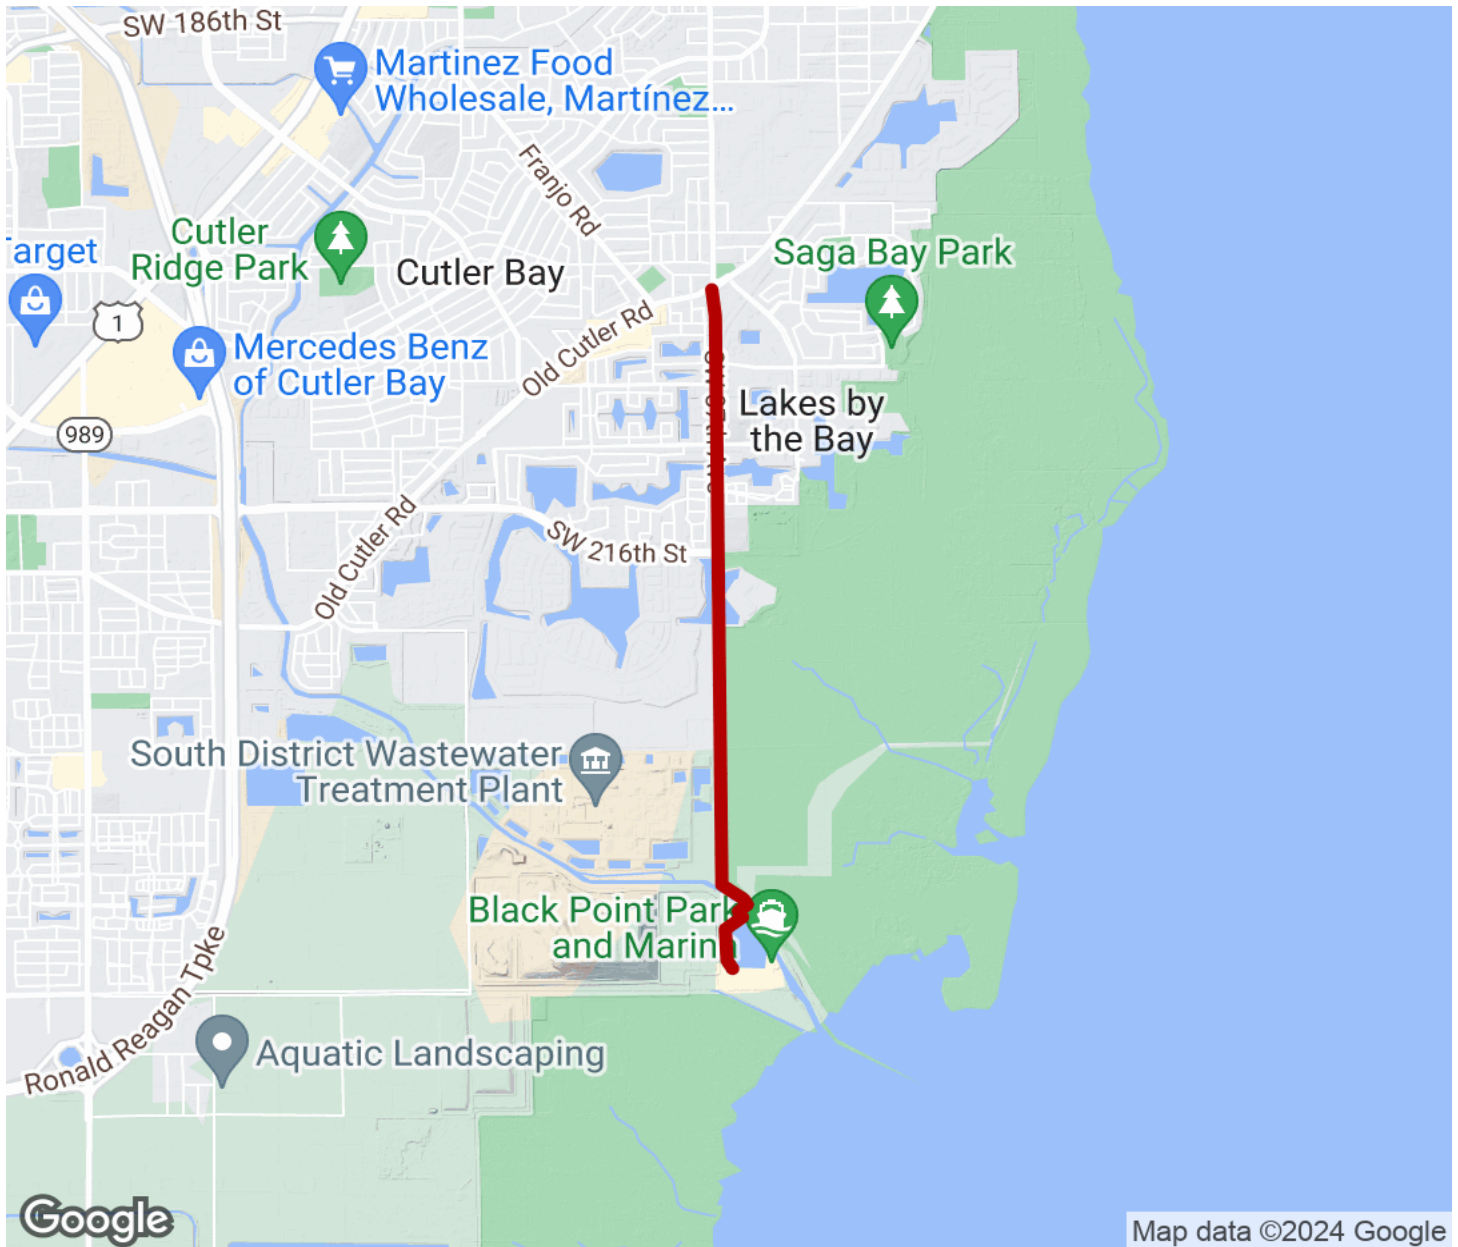 SW 186th St
Martinez Food
Wholesale, Martínez...
Franjo Rd
Cutler
Ridge Park
Saga Bay Park
arget
Cutler Bay
1
Mercedes Benz
of Cutler Bay
Old Cutler Rd
Lakes by
the Bay
989
Old Cutler Rd
SW 216th St
South District Wastewater
Treatment Plant
Black Point Park
and Marina
Ronald Reagan Tpke
Aquatic Landscaping
Google
Map data ©2024 Google